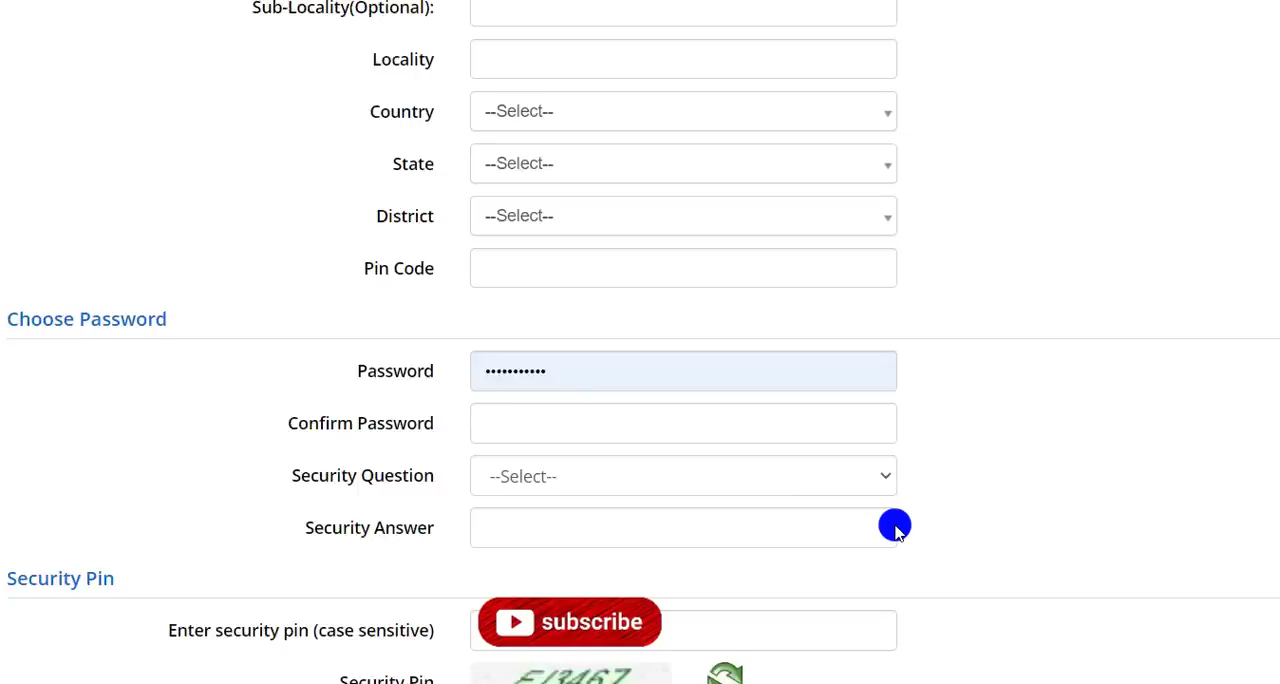 Sub-Locality(Optional):
Locality
Country --Select--
State --Select--
District --Select--
Pin Code
Choose Password
Password •••••••••••
Confirm Password
Security Question --Select--
Security Answer
Security Pin
Enter security pin (case sensitive) subscribe
Security Pin